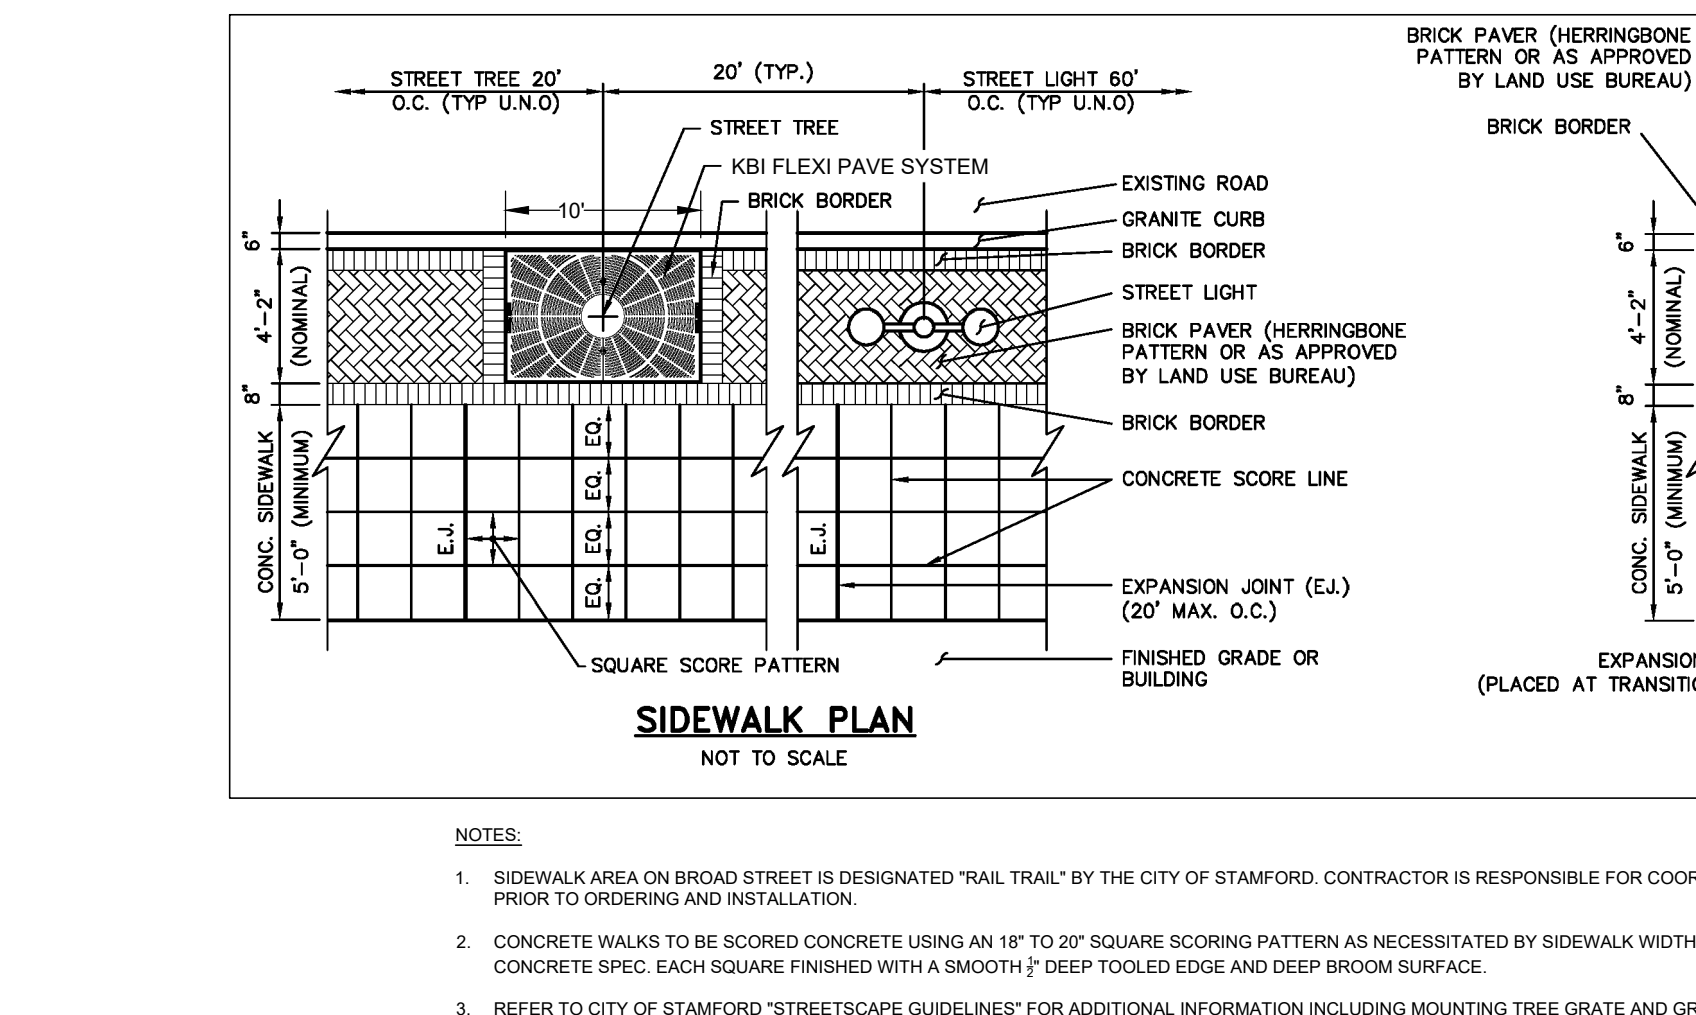 STREET TREE 20'
O.C. (TYP U.N.O)
20' (TYP.)
STREET LIGHT 60'
O.C. (TYP U.N.O)
STREET TREE
KBI FLEXI PAVE SYSTEM
BRICK BORDER
10'
EXISTING ROAD
GRANITE CURB
BRICK BORDER
STREET LIGHT
BRICK PAVER (HERRINGBONE
PATTERN OR AS APPROVED
BY LAND USE BUREAU)
BRICK BORDER
CONCRETE SCORE LINE
EXPANSION JOINT (EJ.)
(20' MAX. O.C.)
FINISHED GRADE OR
BUILDING
6"
4'-2"
(NOMINAL)
8"
CONC. SIDEWALK
5'-0" (MINIMUM)
E.J.
EQ.
EQ.
EQ.
EQ.
E.J.
SQUARE SCORE PATTERN
SIDEWALK PLAN
NOT TO SCALE
BRICK PAVER (HERRINGBONE
PATTERN OR AS APPROVED
BY LAND USE BUREAU)
BRICK BORDER
6"
4'-2"
(NOMINAL)
8"
CONC. SIDEWALK
5'-0" (MINIMUM)
EXPANSION
(PLACED AT TRANSITIO
NOTES:
1. SIDEWALK AREA ON BROAD STREET IS DESIGNATED "RAIL TRAIL" BY THE CITY OF STAMFORD. CONTRACTOR IS RESPONSIBLE FOR COOR
PRIOR TO ORDERING AND INSTALLATION.
2. CONCRETE WALKS TO BE SCORED CONCRETE USING AN 18" TO 20" SQUARE SCORING PATTERN AS NECESSITATED BY SIDEWALK WIDTH
CONCRETE SPEC. EACH SQUARE FINISHED WITH A SMOOTH ½" DEEP TOOLED EDGE AND DEEP BROOM SURFACE.
3. REFER TO CITY OF STAMFORD "STREETSCAPE GUIDELINES" FOR ADDITIONAL INFORMATION INCLUDING MOUNTING TREE GRATE AND GR